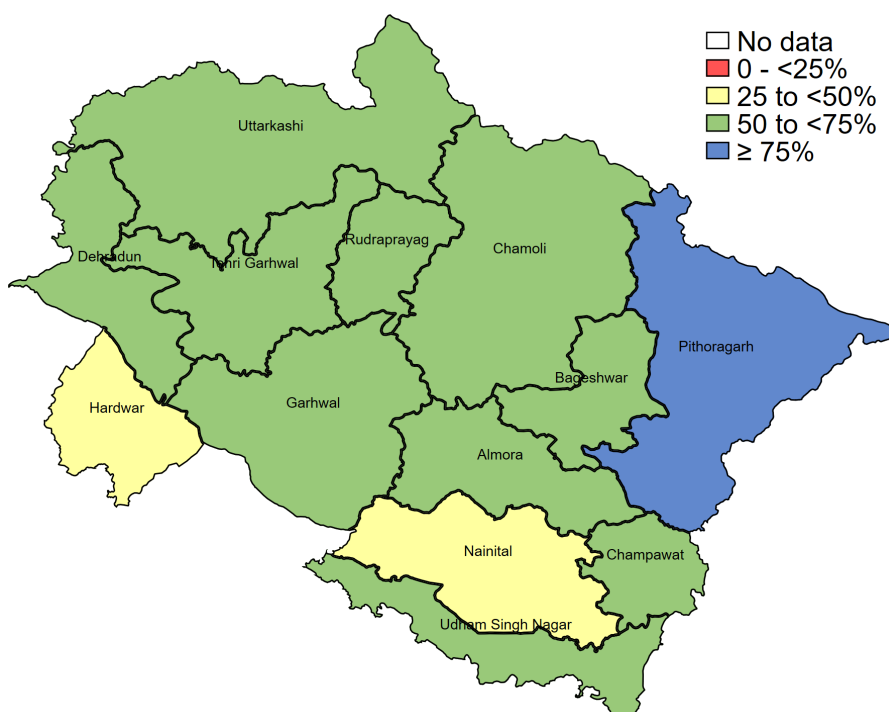 No data
0 - <25%
25 to <50%
50 to <75%
≥ 75%
Uttarkashi
Rudraprayag
Chamoli
Dehradun
Tehri Garhwal
Pithoragarh
Bageshwar
Garhwal
Hardwar
Almora
Nainital
Champawat
Udham Singh Nagar